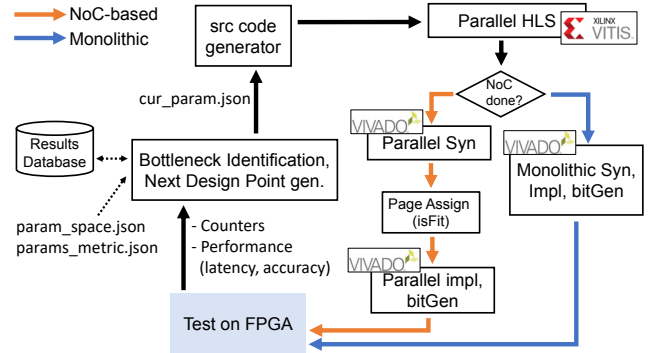 NoC-based
Monolithic
src code
generator
Parallel HLS
XILINX
VITIS
NoC
done?
cur_param.json
VIVADO
Parallel Syn
VIVADO
Monolithic Syn,
Impl, bitGen
Results
Database
Bottleneck Identification,
Next Design Point gen.
Page Assign
(isFit)
param_space.json
params_metric.json
- Counters
- Performance
(latency, accuracy)
VIVADO
Parallel impl,
bitGen
Test on FPGA